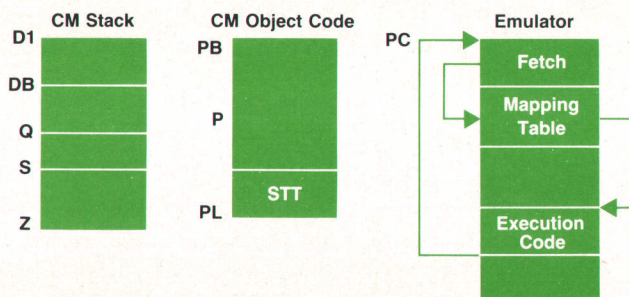 CM Stack
D1
DB
Q
S
Z
CM Object Code
PB
P
STT
PL
Emulator
PC
Fetch
Mapping
Table
Execution
Code